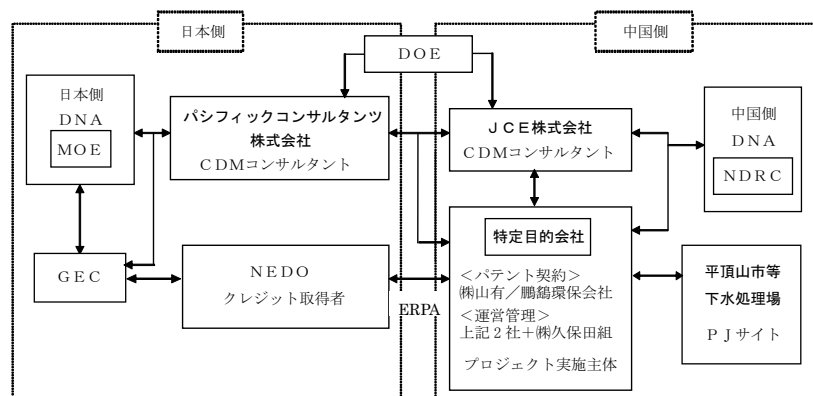 日本側
中国側
DOE
日本側
DNA
MOE
パシフィックコンサルタンツ
株式会社
CDMコンサルタント
JCE株式会社
CDMコンサルタント
中国側
DNA
NDRC
GEC
NEDO
クレジット取得者
ERPA
特定目的会社
＜パテント契約＞
㈱山有／鵬鷂環保会社
＜運営管理＞
上記2社＋㈱久保田組
プロジェクト実施主体
平頂山市等
下水処理場
PJサイト